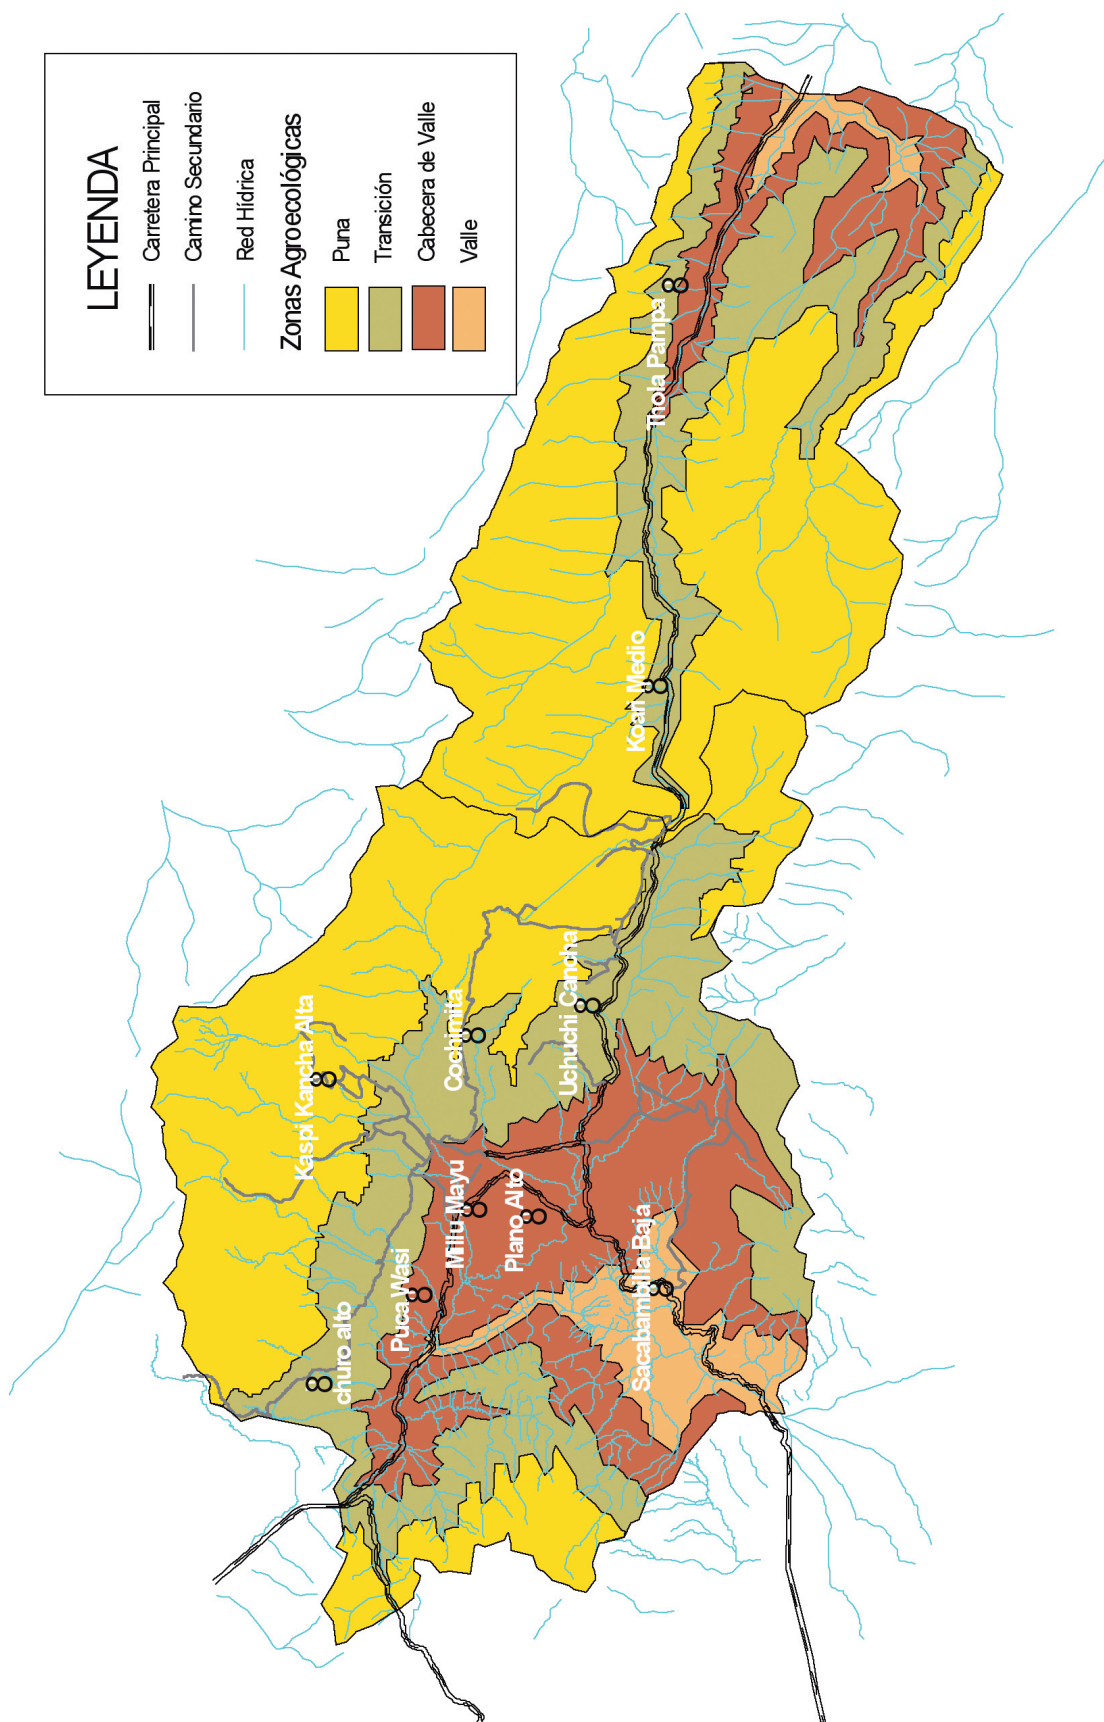 LEYENDA
Carretera Principal
Camino Secundario
Red Hídrica
Zonas Agroecológicas
Puna
Transición
Cabecera de Valle
Valle
Thola Pampa
Koari Medio
Kaspi Kancha Alta
Cochimita
Uchuchi Cancha
churo alto
Puca Wasi
Millu Mayu
Plano Alto
Sacabambilla Baja